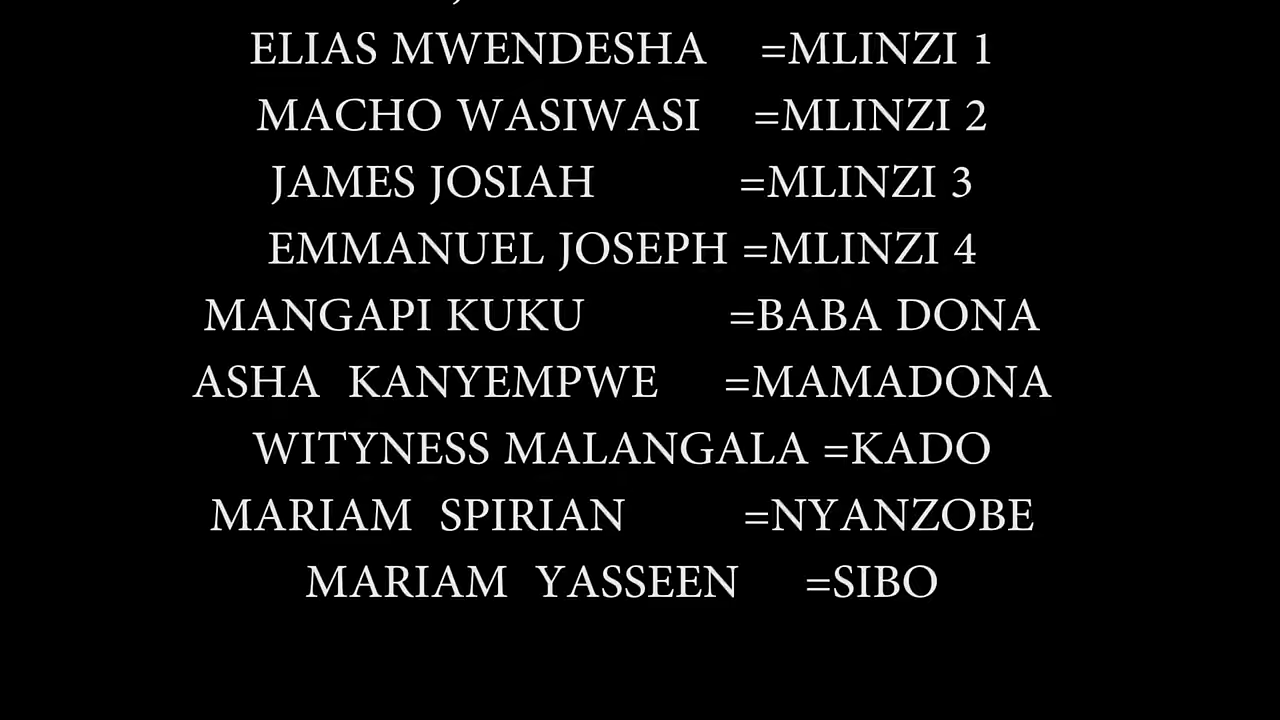 ELIAS MWENDESHA =MLINZI 1
MACHO WASIWASI =MLINZI 2
JAMES JOSIAH =MLINZI 3
EMMANUEL JOSEPH =MLINZI 4
MANGAPI KUKU =BABA DONA
ASHA KANYEMPWE =MAMADONA
WITYNESS MALANGALA =KADO
MARIAM SPIRIAN =NYANZOBE
MARIAM YASSEEN =SIBO